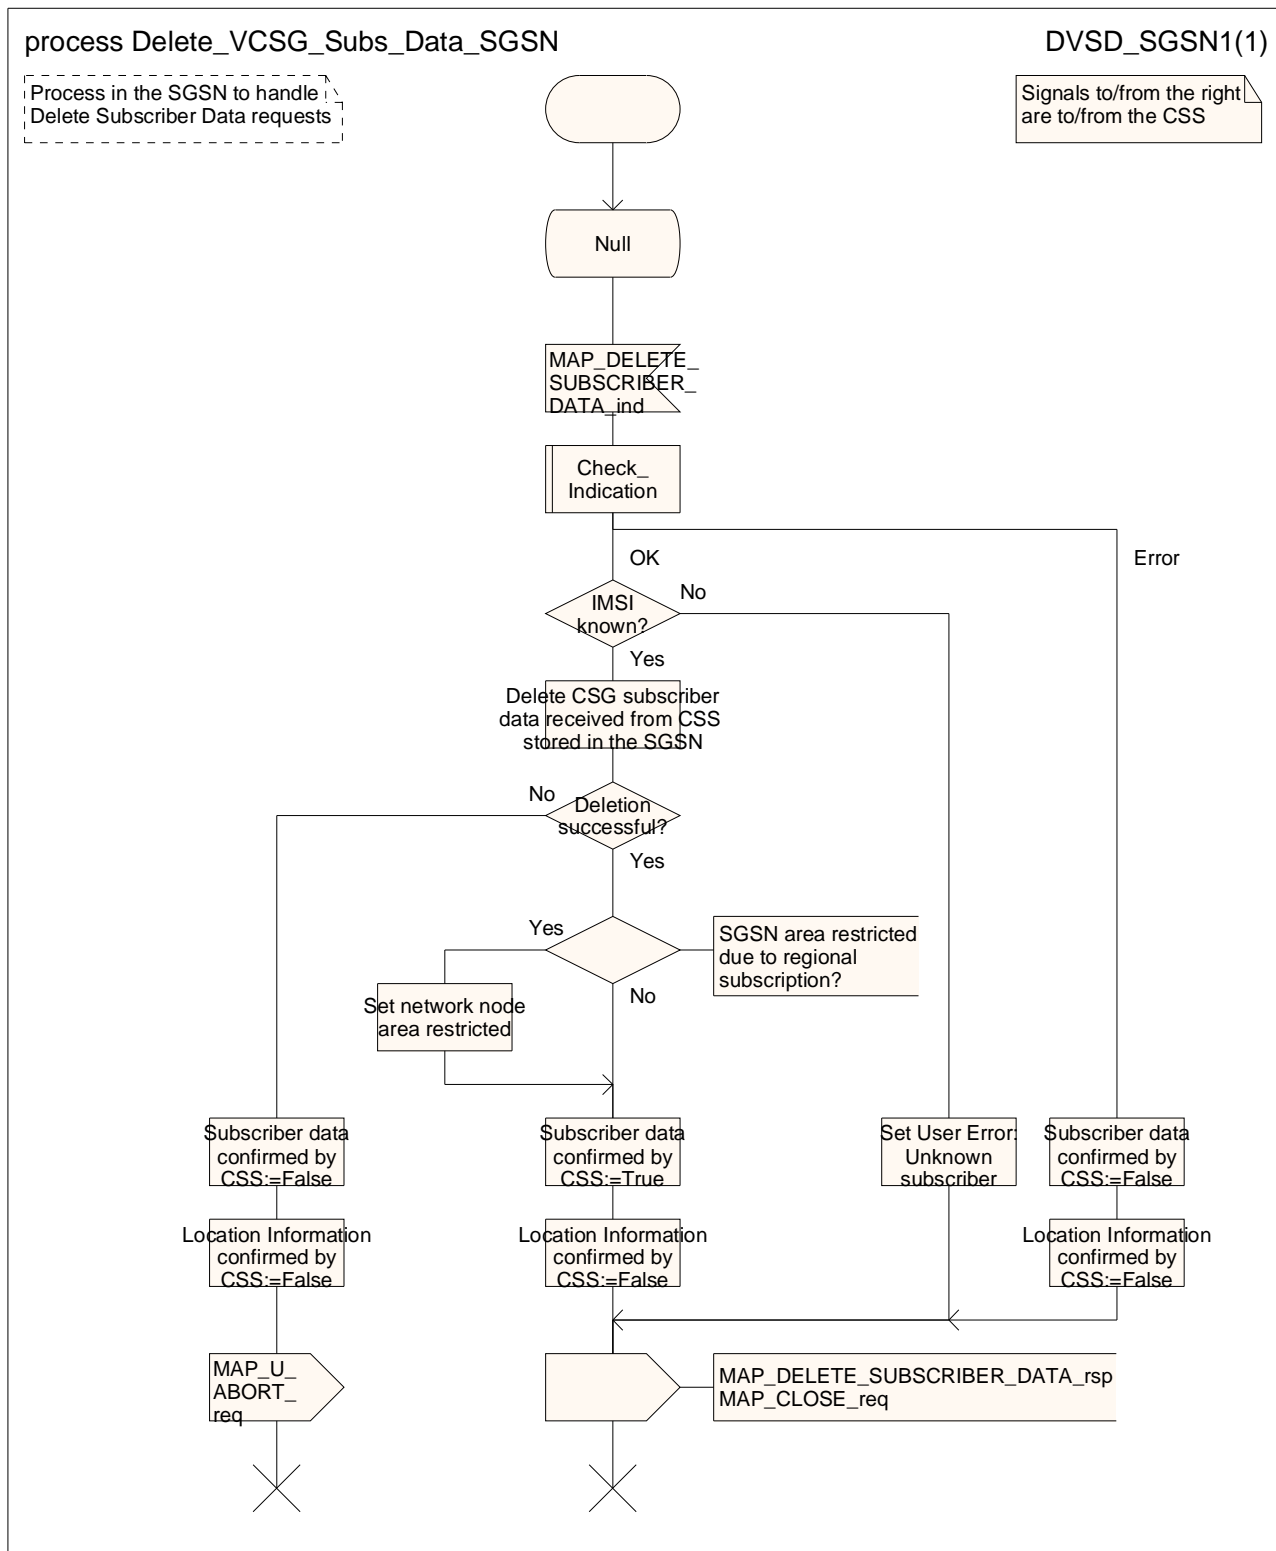 process Delete_VCSG_Subs_Data_SGSN
DVSD_SGSN1(1)
Process in the SGSN to handle
Delete Subscriber Data requests
Signals to/from the right
are to/from the CSS
Null
MAP_DELETE_
SUBSCRIBER_
DATA_ind
Check_
Indication
OK
Error
IMSI
known?
No
Yes
Delete CSG subscriber
data received from CSS
stored in the SGSN
No
Deletion
successful?
Yes
Yes
SGSN area restricted
due to regional
subscription?
No
Set network node
area restricted
Subscriber data
confirmed by
CSS:=False
Subscriber data
confirmed by
CSS:=True
Set User Error:
Unknown
subscriber
Subscriber data
confirmed by
CSS:=False
Location Information
confirmed by
CSS:=False
Location Information
confirmed by
CSS:=False
Location Information
confirmed by
CSS:=False
MAP_U_
ABORT_
req
MAP_DELETE_SUBSCRIBER_DATA_rsp
MAP_CLOSE_req